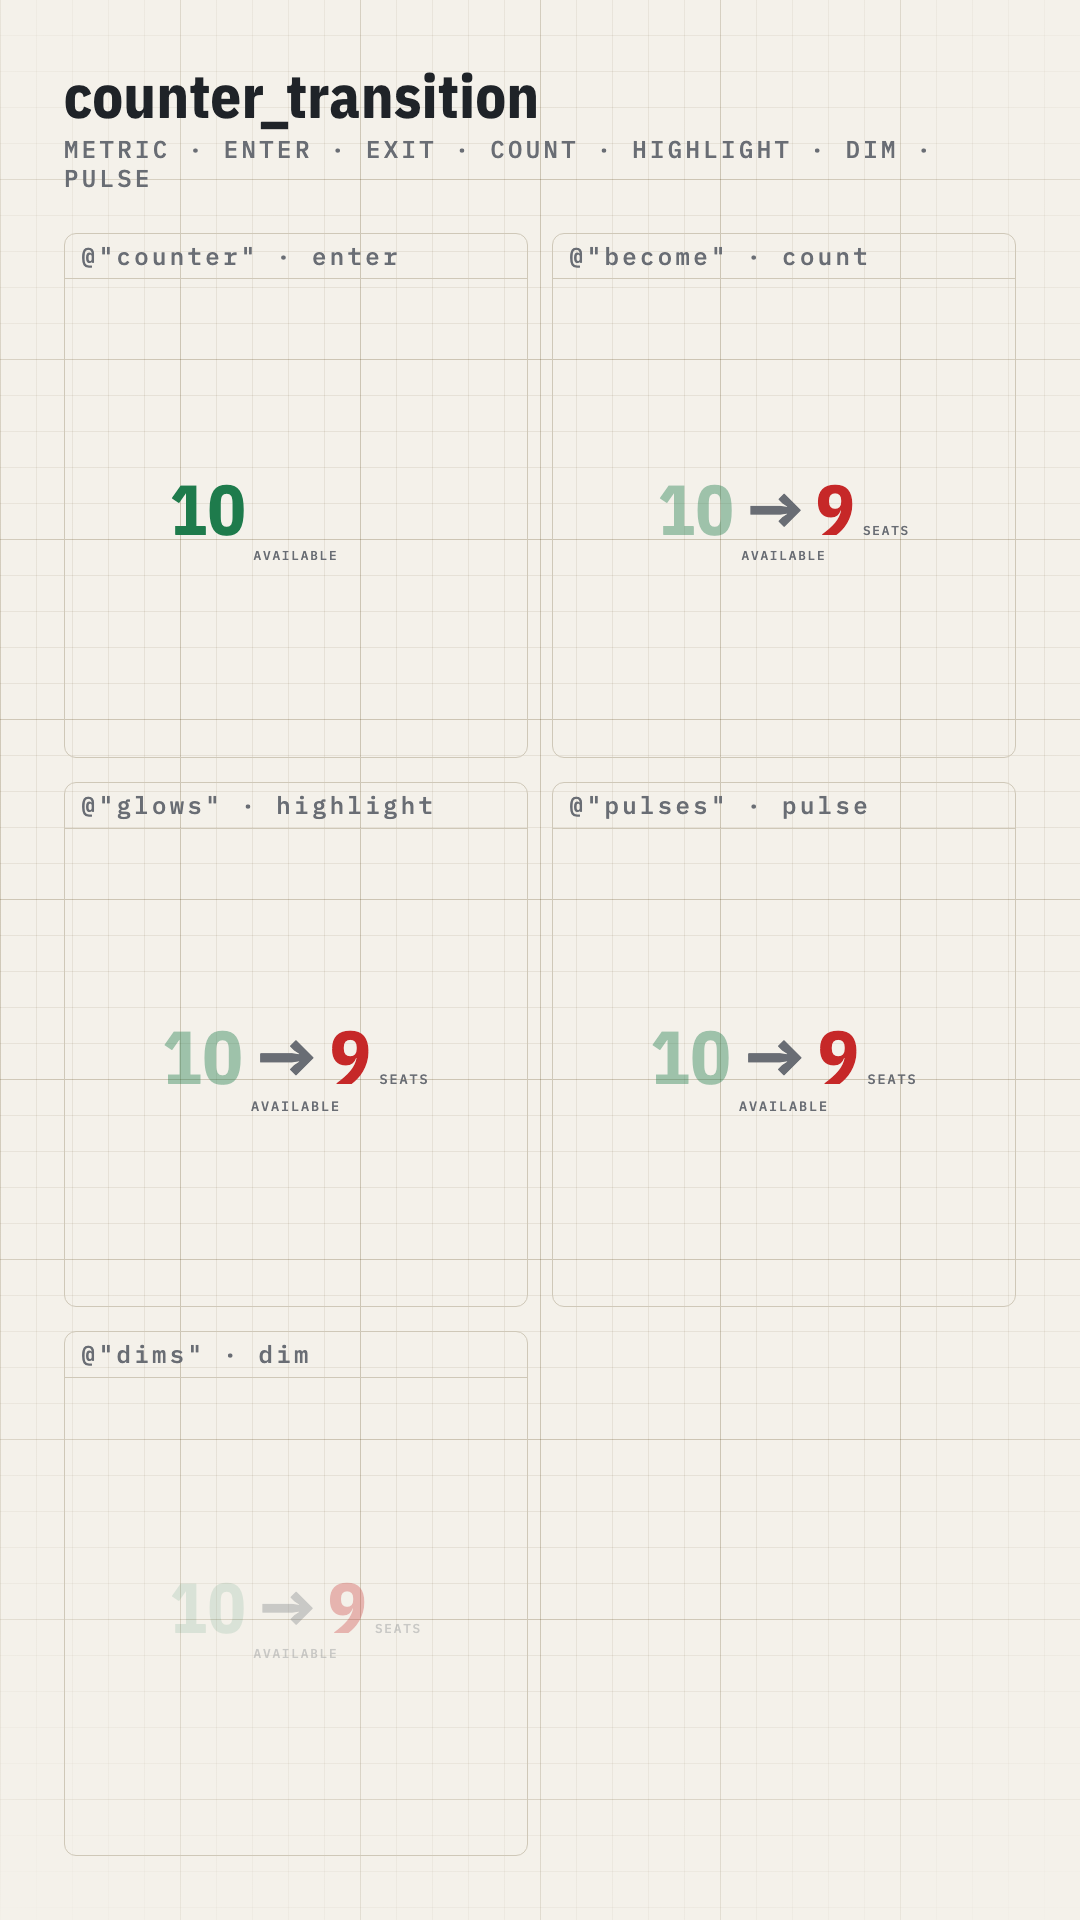 counter_transition
METRIC · ENTER · EXIT · COUNT · HIGHLIGHT · DIM ·
PULSE
@"counter" · enter
10
AVAILABLE
@"become" · count
10 → 9 SEATS
AVAILABLE
@"glows" · highlight
10 → 9 SEATS
AVAILABLE
@"pulses" · pulse
10 → 9 SEATS
AVAILABLE
@"dims" · dim
10 → 9 SEATS
AVAILABLE